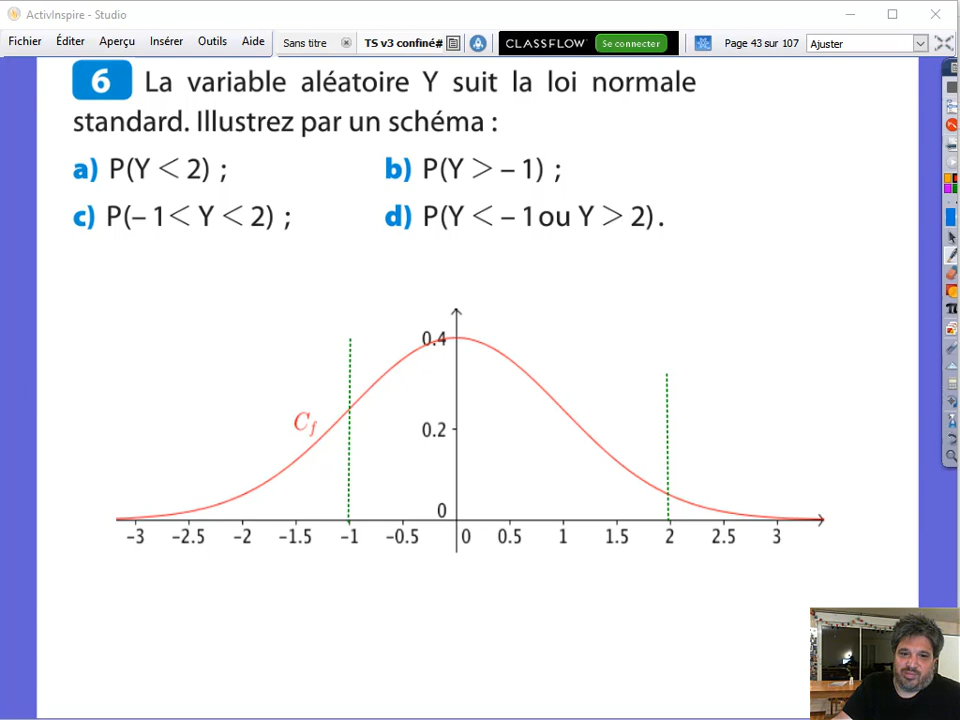 ActivInspire - Studio
Fichier Éditer Aperçu Insérer Outils Aide Sans titre TS v3 confiné# CLASSFLOW Se connecter Page 43 sur 107 Ajuster
6 La variable aléatoire Y suit la loi normale
standard. Illustrez par un schéma :
a) P(Y < 2) ; b) P(Y > – 1) ;
c) P(– 1 < Y < 2) ; d) P(Y < – 1 ou Y > 2).
0.4
C_f
0.2
0
-3 -2.5 -2 -1.5 -1 -0.5 0 0.5 1 1.5 2 2.5 3